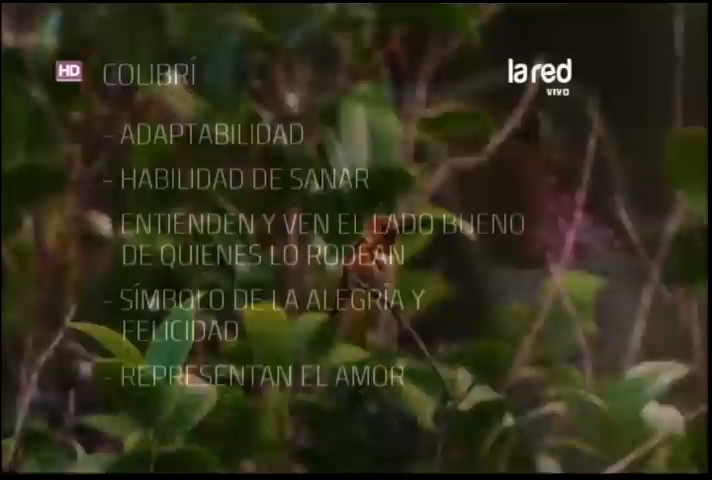 HD
COLIBRÍ
la red
VIVO
- ADAPTABILIDAD
- HABILIDAD DE SANAR
- ENTIENDEN Y VEN EL LADO BUENO
DE QUIENES LO RODEAN
- SÍMBOLO DE LA ALEGRÍA Y
FELICIDAD
- REPRESENTAN EL AMOR